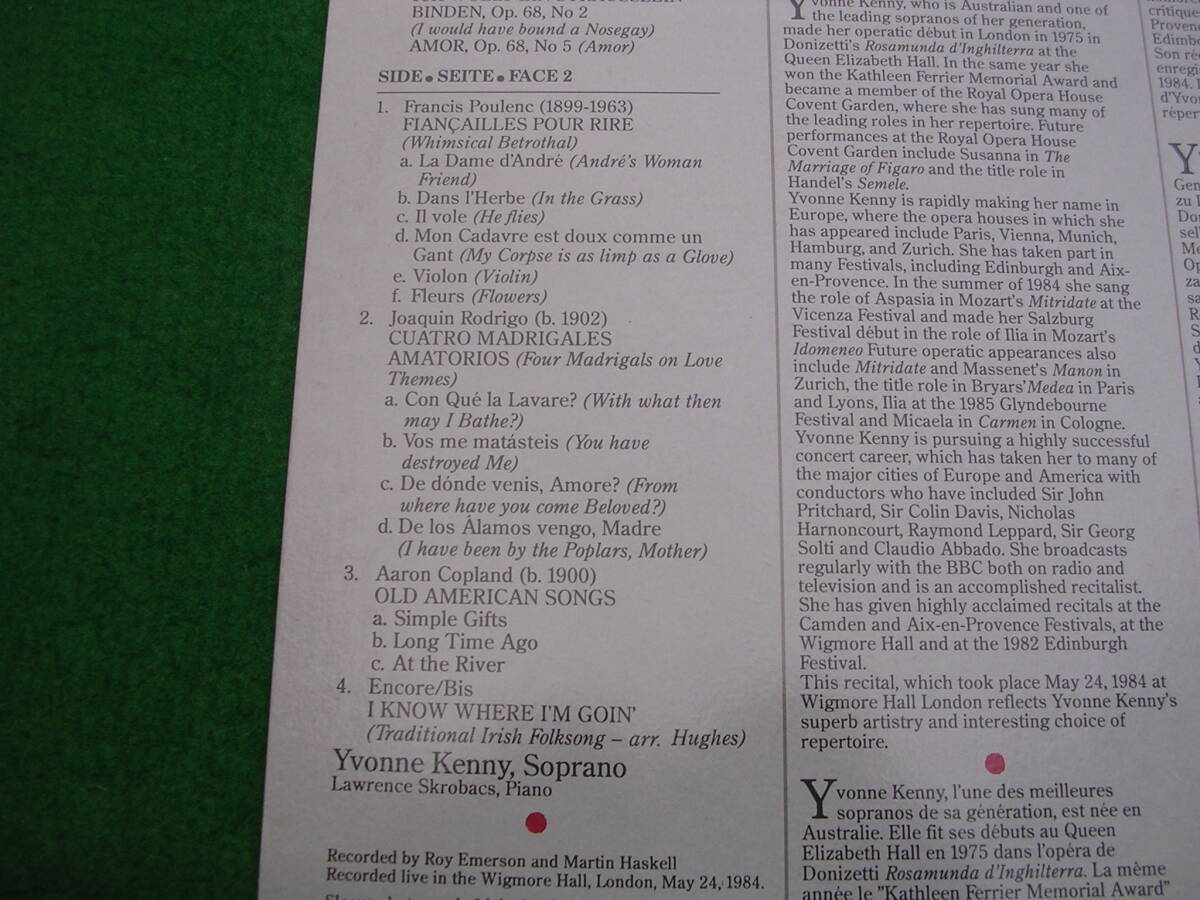 BINDEN, Op. 68, No 2
(I would have bound a Nosegay)
AMOR, Op. 68, No 5 (Amor)
SIDE • SEITE • FACE 2
1. Francis Poulenc (1899-1963)
FIANÇAILLES POUR RIRE
(Whimsical Betrothal)
a. La Dame d'André (André's Woman
Friend)
b. Dans l'Herbe (In the Grass)
c. Il vole (He flies)
d. Mon Cadavre est doux comme un
Gant (My Corpse is as limp as a Glove)
e. Violon (Violin)
f. Fleurs (Flowers)
2. Joaquin Rodrigo (b. 1902)
CUATRO MADRIGALES
AMATORIOS (Four Madrigals on Love
Themes)
a. Con Qué la Lavare? (With what then
may I Bathe?)
b. Vos me matásteis (You have
destroyed Me)
c. De dónde venis, Amore? (From
where have you come Beloved?)
d. De los Álamos vengo, Madre
(I have been by the Poplars, Mother)
3. Aaron Copland (b. 1900)
OLD AMERICAN SONGS
a. Simple Gifts
b. Long Time Ago
c. At the River
4. Encore/Bis
I KNOW WHERE I'M GOIN'
(Traditional Irish Folksong – arr. Hughes)
Yvonne Kenny, Soprano
Lawrence Skrobacs, Piano
Recorded by Roy Emerson and Martin Haskell
Recorded live in the Wigmore Hall, London, May 24, 1984.
Yvonne Kenny, who is Australian and one of
the leading sopranos of her generation,
made her operatic début in London in 1975 in
Donizetti's Rosamunda d'Inghilterra at the
Queen Elizabeth Hall. In the same year she
won the Kathleen Ferrier Memorial Award and
became a member of the Royal Opera House
Covent Garden, where she has sung many of
the leading roles in her repertoire. Future
performances at the Royal Opera House
Covent Garden include Susanna in The
Marriage of Figaro and the title role in
Handel's Semele.
Yvonne Kenny is rapidly making her name in
Europe, where the opera houses in which she
has appeared include Paris, Vienna, Munich,
Hamburg, and Zurich. She has taken part in
many Festivals, including Edinburgh and Aix-
en-Provence. In the summer of 1984 she sang
the role of Aspasia in Mozart's Mitridate at the
Vicenza Festival and made her Salzburg
Festival début in the role of Ilia in Mozart's
Idomeneo Future operatic appearances also
include Mitridate and Massenet's Manon in
Zurich, the title role in Bryars' Medea in Paris
and Lyons, Ilia at the 1985 Glyndebourne
Festival and Micaela in Carmen in Cologne.
Yvonne Kenny is pursuing a highly successful
concert career, which has taken her to many of
the major cities of Europe and America with
conductors who have included Sir John
Pritchard, Sir Colin Davis, Nicholas
Harnoncourt, Raymond Leppard, Sir Georg
Solti and Claudio Abbado. She broadcasts
regularly with the BBC both on radio and
television and is an accomplished recitalist.
She has given highly acclaimed recitals at the
Camden and Aix-en-Provence Festivals, at the
Wigmore Hall and at the 1982 Edinburgh
Festival.
This recital, which took place May 24, 1984 at
Wigmore Hall London reflects Yvonne Kenny's
superb artistry and interesting choice of
repertoire.
Yvonne Kenny, l'une des meilleures
sopranos de sa génération, est née en
Australie. Elle fit ses débuts au Queen
Elizabeth Hall en 1975 dans l'opéra de
Donizetti Rosamunda d'Inghilterra. La même
année le "Kathleen Ferrier Memorial Award"
critique
Proven
Edimbo
Son ré
enregi
1984.
d'Yvo
réper